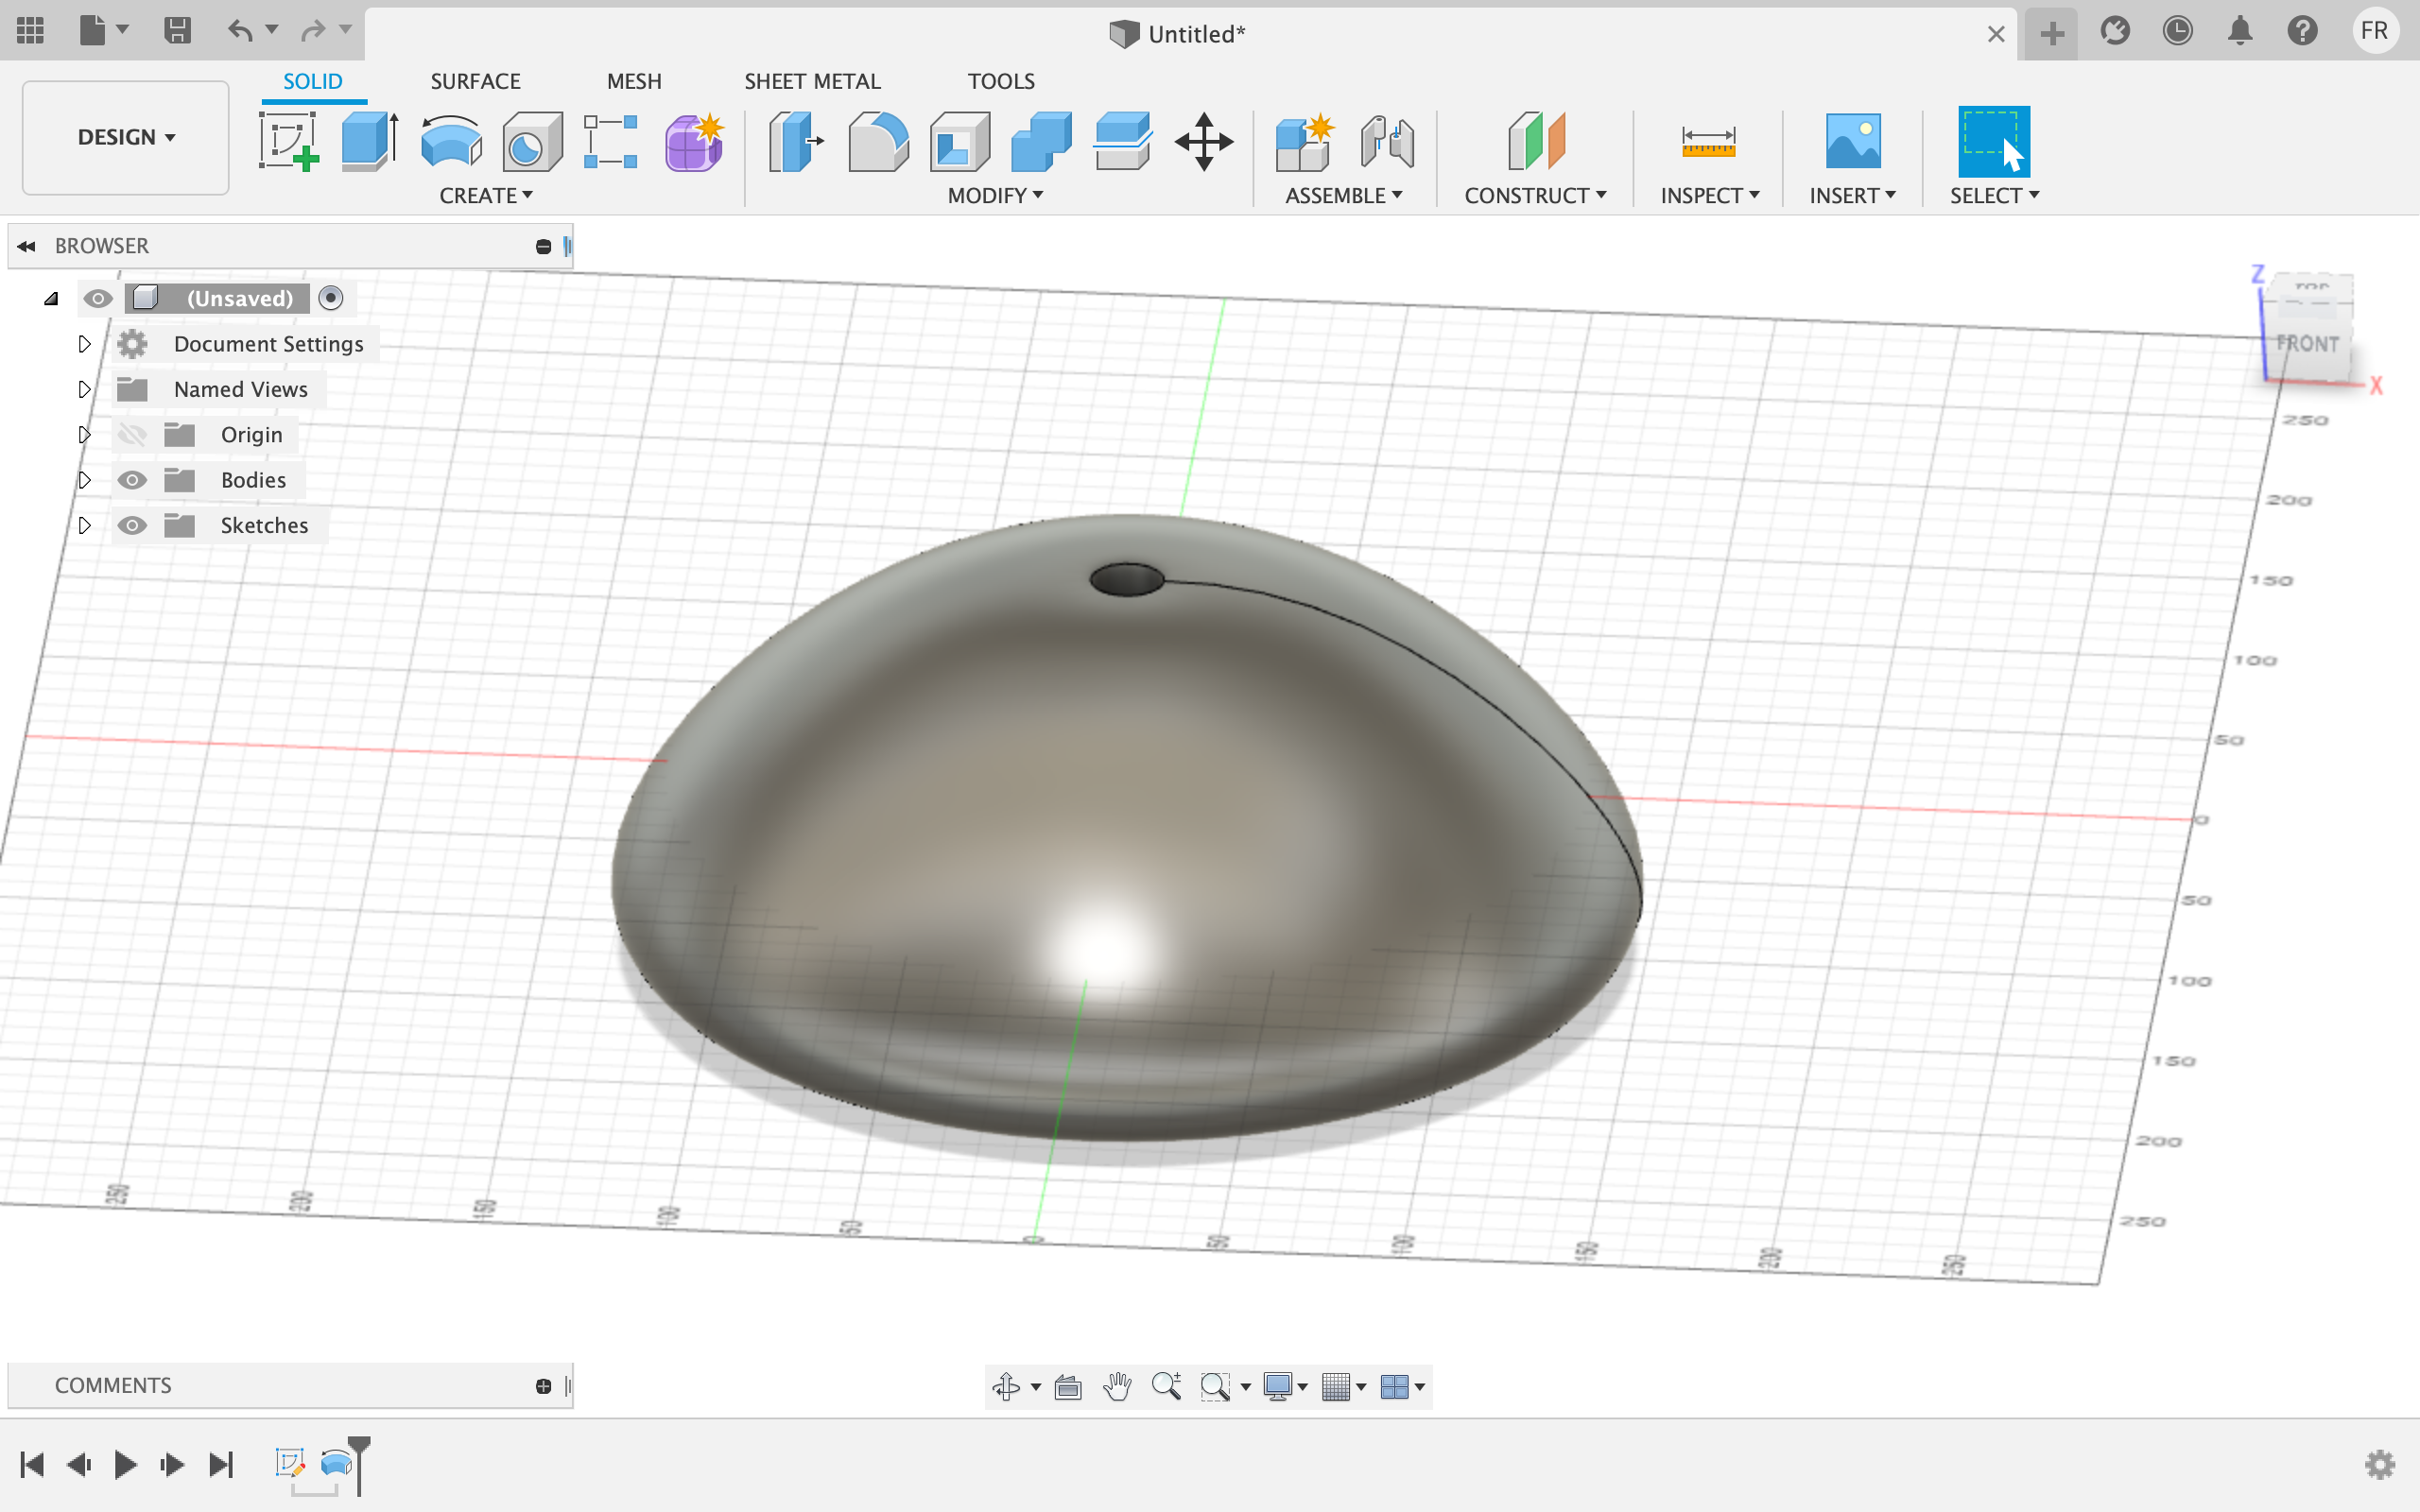 Untitled*
FR
SOLID
SURFACE
MESH
SHEET METAL
TOOLS
DESIGN
CREATE
MODIFY
ASSEMBLE
CONSTRUCT
INSPECT
INSERT
SELECT
BROWSER
(Unsaved)
Document Settings
Named Views
Origin
Bodies
Sketches
Z
TOP
FRONT
X
250
200
150
100
50
0
50
100
150
200
250
250
200
150
100
50
0
50
100
150
200
250
COMMENTS